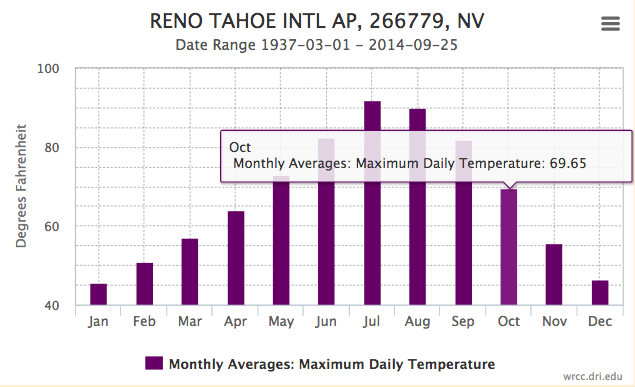 RENO TAHOE INTL AP, 266779, NV
Date Range 1937-03-01 - 2014-09-25
Degrees Fahrenheit
100
80
60
40
Oct
Monthly Averages: Maximum Daily Temperature: 69.65
Jan Feb Mar Apr May Jun Jul Aug Sep Oct Nov Dec
Monthly Averages: Maximum Daily Temperature
wrcc.dri.edu